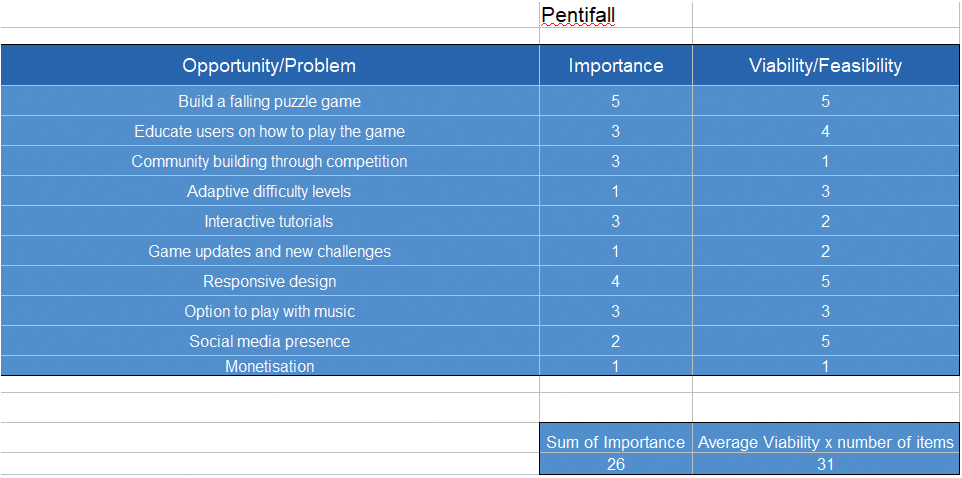 Pentifall
Opportunity/Problem Importance Viability/Feasibility
Build a falling puzzle game 5 5
Educate users on how to play the game 3 4
Community building through competition 3 1
Adaptive difficulty levels 1 3
Interactive tutorials 3 2
Game updates and new challenges 1 2
Responsive design 4 5
Option to play with music 3 3
Social media presence 2 5
Monetisation 1 1
Sum of Importance Average Viability x number of items
26 31